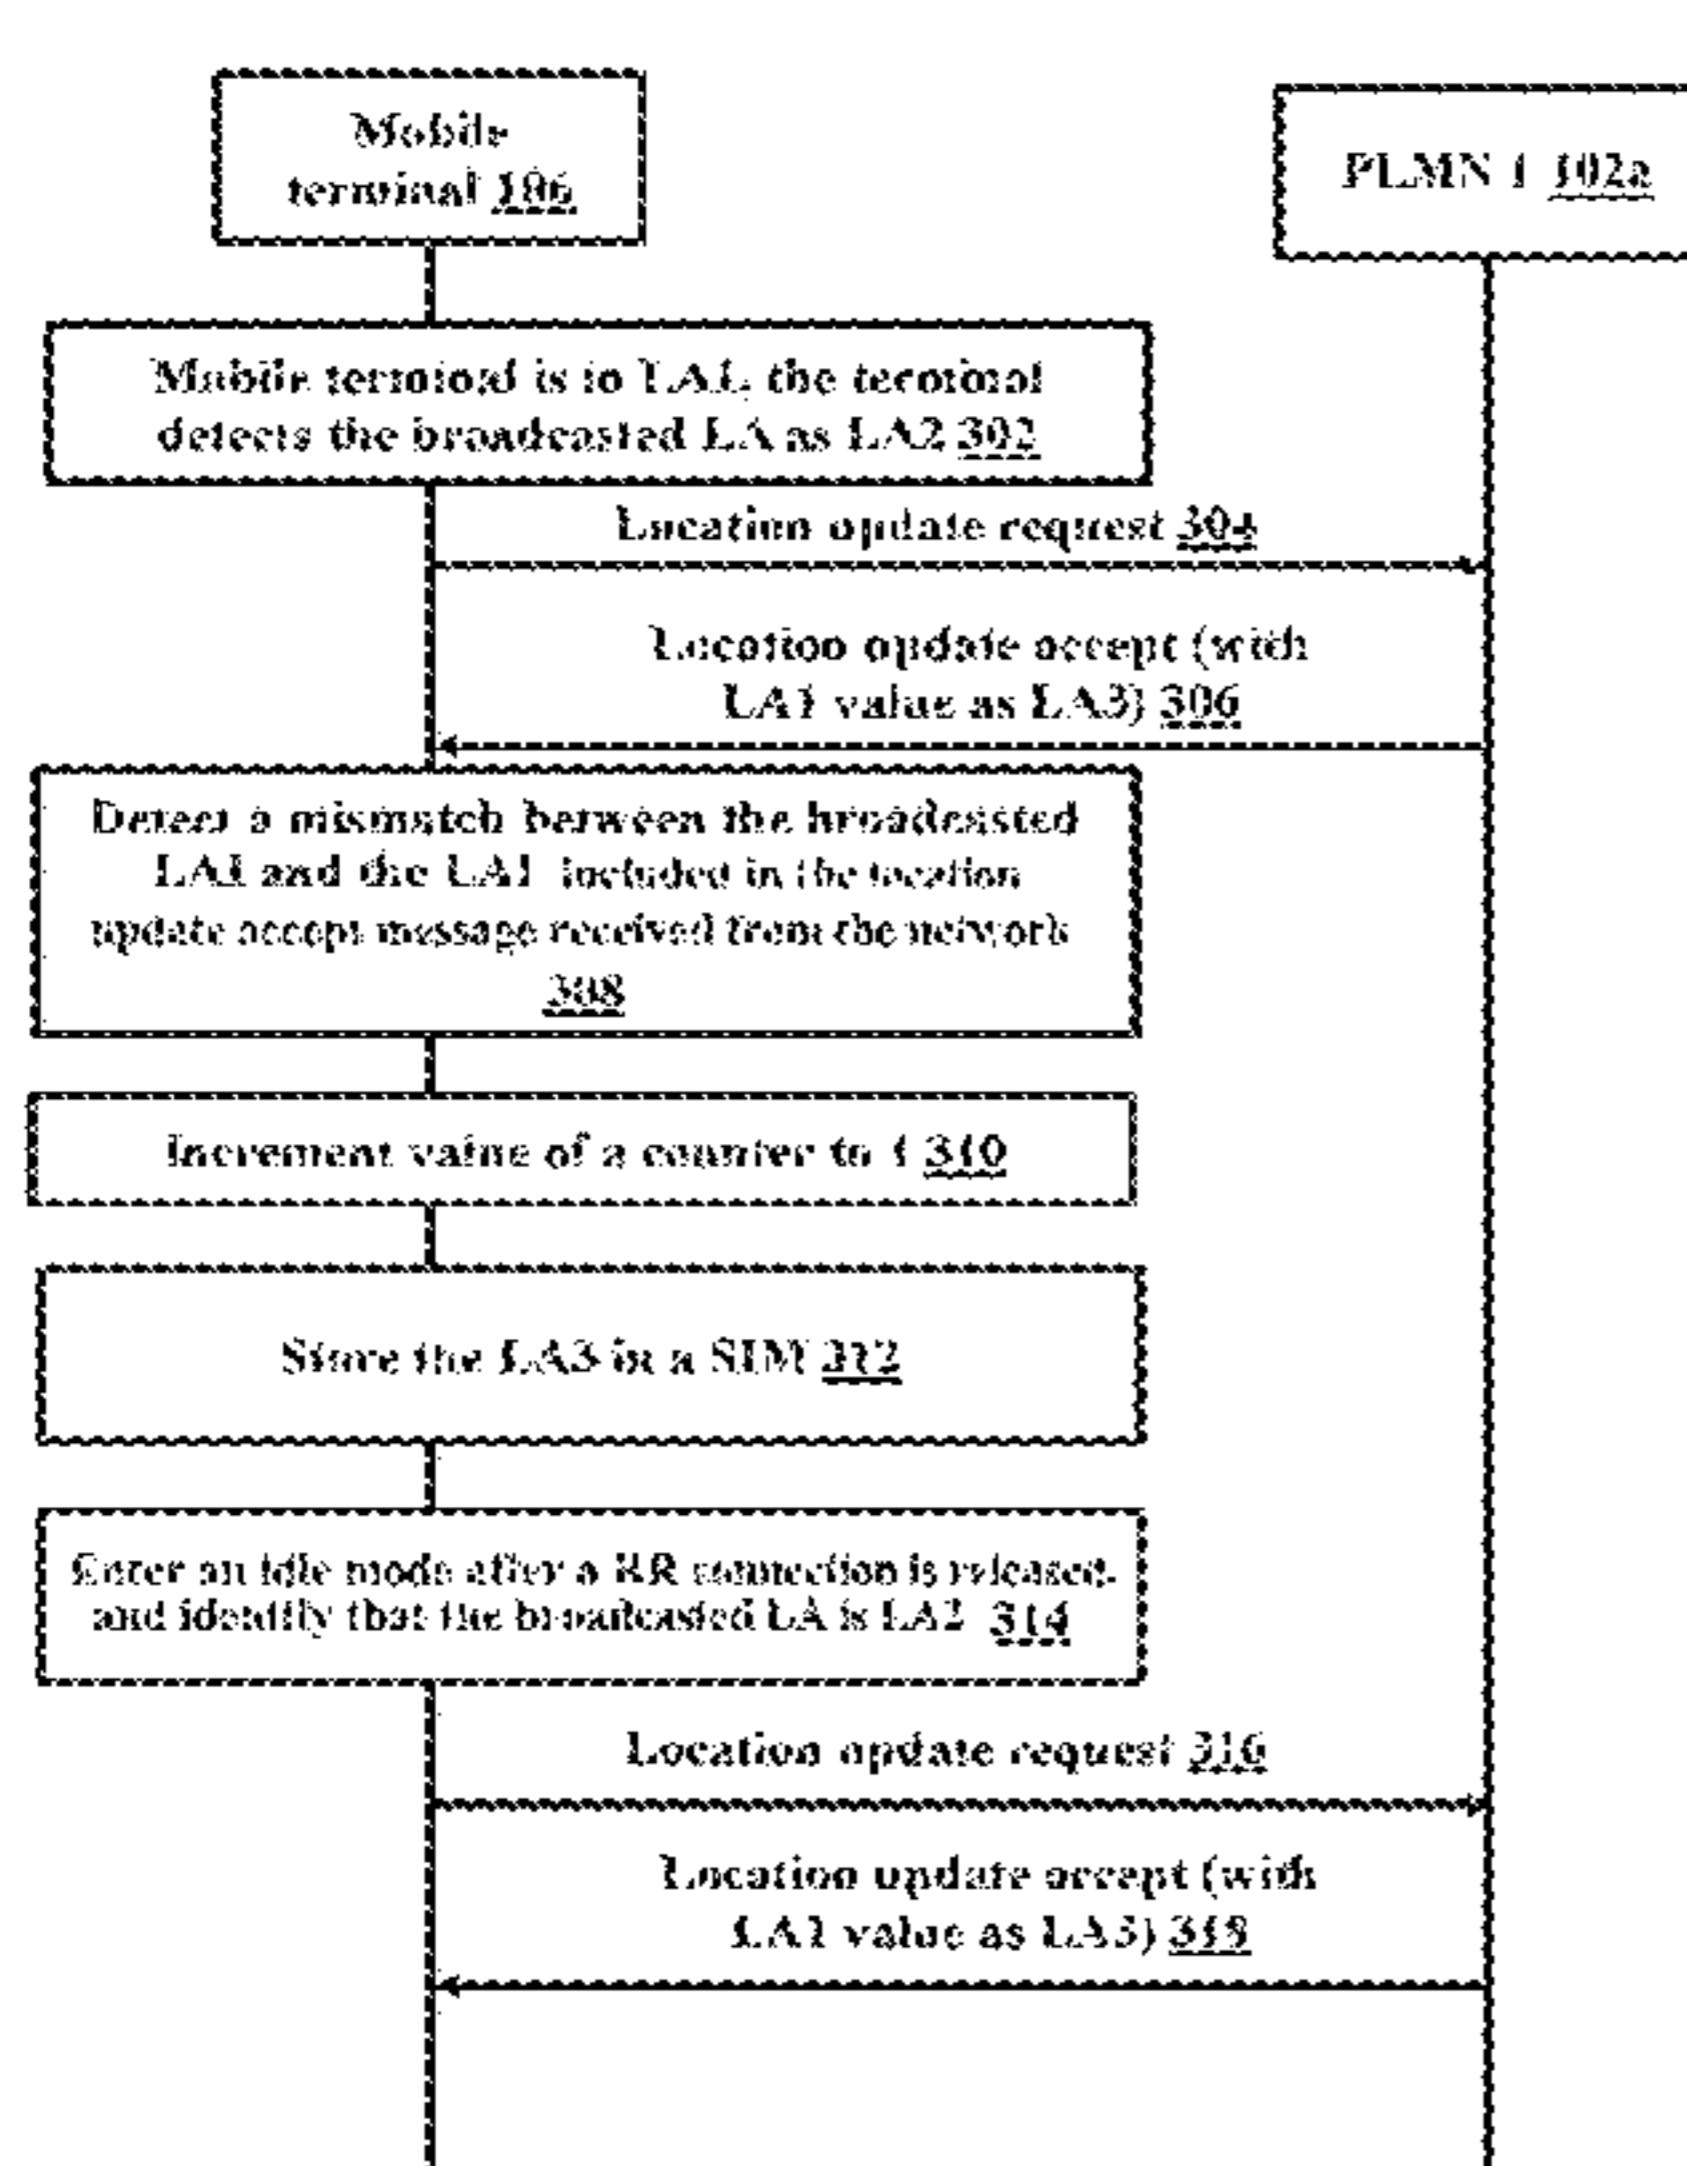 Mobile
terminal 106
PLMN 1 102a
Mobile terminal is in LA1, the terminal
detects the broadcasted LA as LA2 302
Location update request 304
Location update accept (with
LA1 value as LA3) 306
Detect a mismatch between the broadcasted
LAI and the LAI included in the location
update accept message received from the network
308
Increment value of a counter to 1 310
Store the LA3 in a SIM 312
Enter an idle mode after a RR connection is released,
and identify that the broadcasted LA is LA2 314
Location update request 316
Location update accept (with
LA1 value as LA3) 318